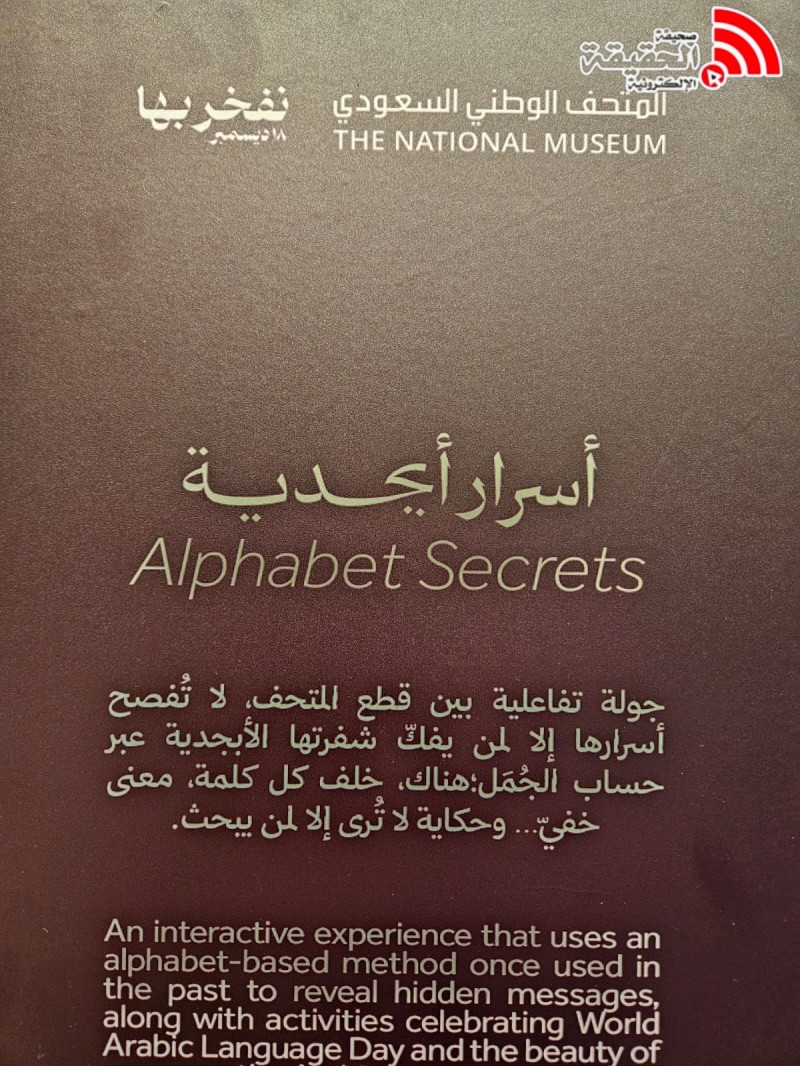 صحيفة
الحقيقة
الإلكترونية
المتحف الوطني السعودي
THE NATIONAL MUSEUM
نفخر بها
١٨ ديسمبر
أسرار أبجدية
Alphabet Secrets
جولة تفاعلية بين قطع المتحف، لا تُفصح
أسرارها إلا لمن يفكّ شفرتها الأبجدية عبر
حساب الجُمَل؛هناك، خلف كل كلمة، معنى
خفيّ... وحكاية لا تُرى إلا لمن يبحث.
An interactive experience that uses an
alphabet-based method once used in
the past to reveal hidden messages,
along with activities celebrating World
Arabic Language Day and the beauty of